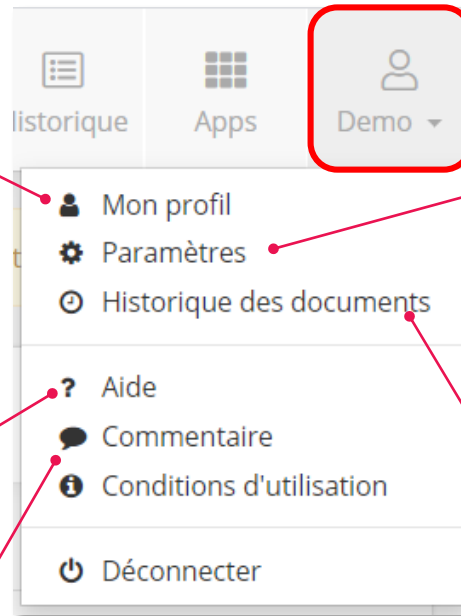 listorique Apps Demo
Mon profil
Paramètres
Historique des documents
? Aide
Commentaire
Conditions d'utilisation
Déconnecter